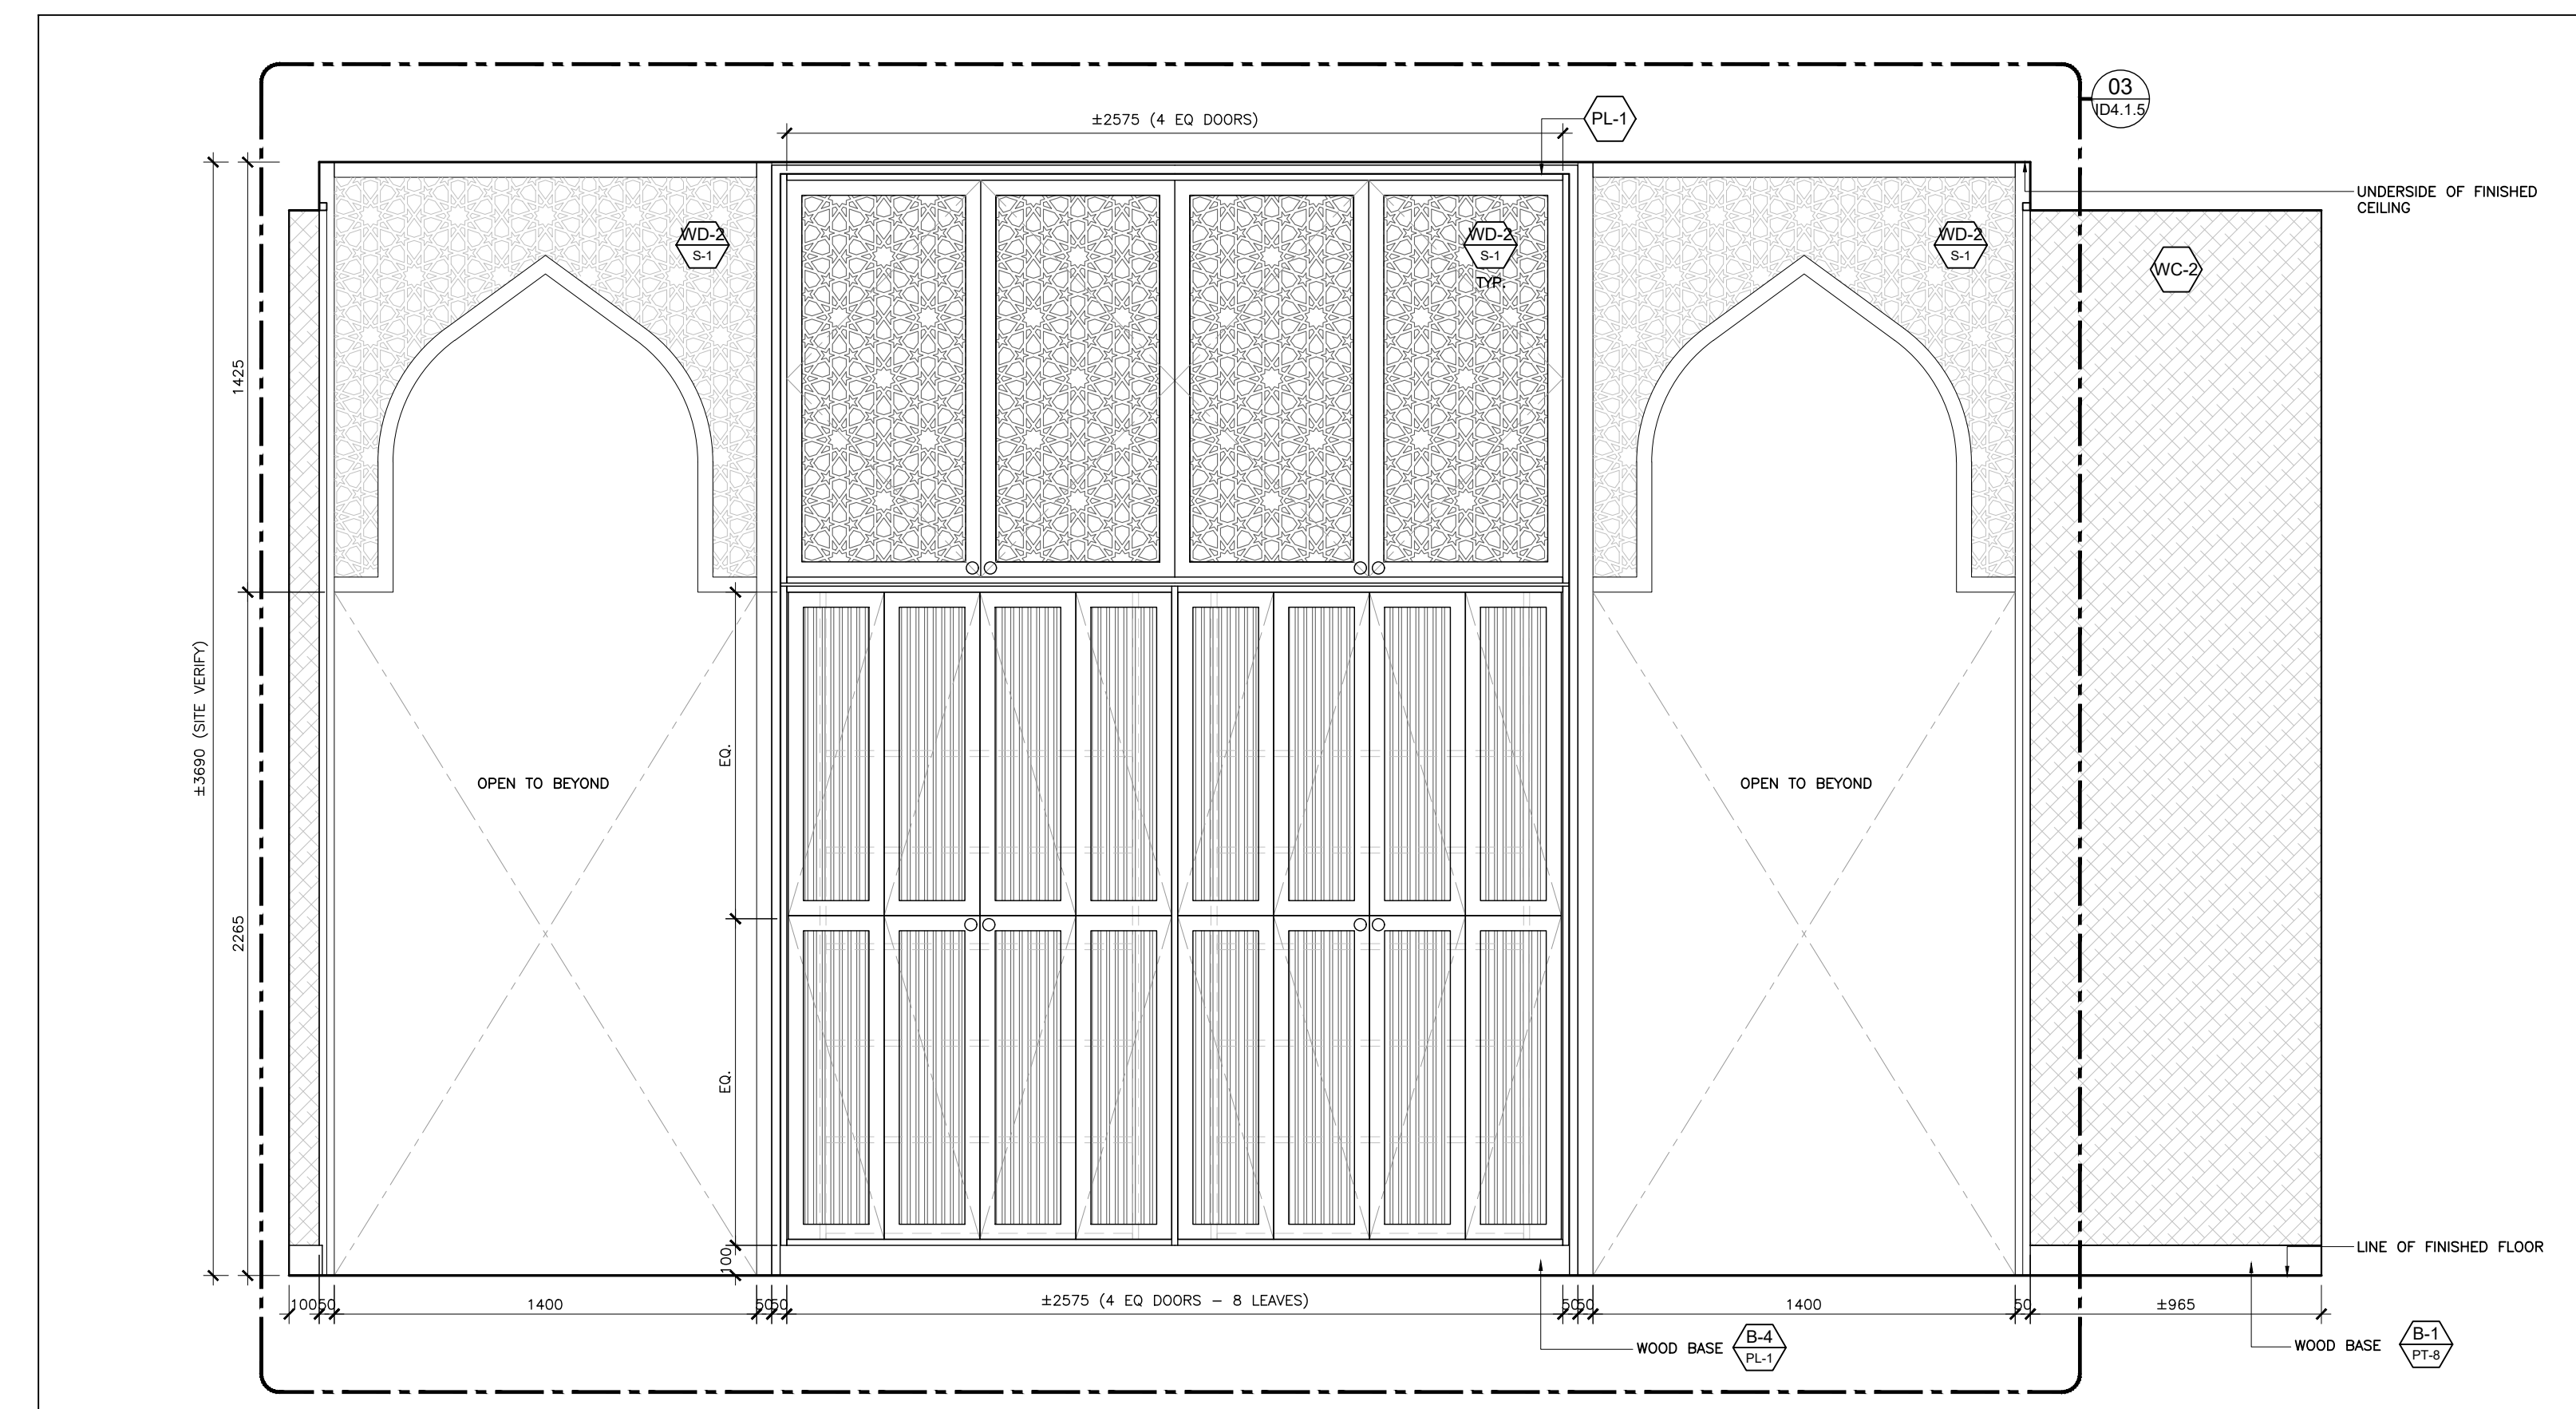 03
ID4.1.5
±2575 (4 EQ DOORS)
PL-1
UNDERSIDE OF FINISHED
CEILING
WD-2
S-1
WD-2
S-1
TYP.
WD-2
S-1
WC-2
1425
±3690 (SITE VERIFY)
2265
EQ.
EQ.
100
OPEN TO BEYOND
OPEN TO BEYOND
LINE OF FINISHED FLOOR
100
50
1400
50
50
±2575 (4 EQ DOORS - 8 LEAVES)
50
50
1400
50
±965
WOOD BASE
B-4
PL-1
WOOD BASE
B-1
PT-8